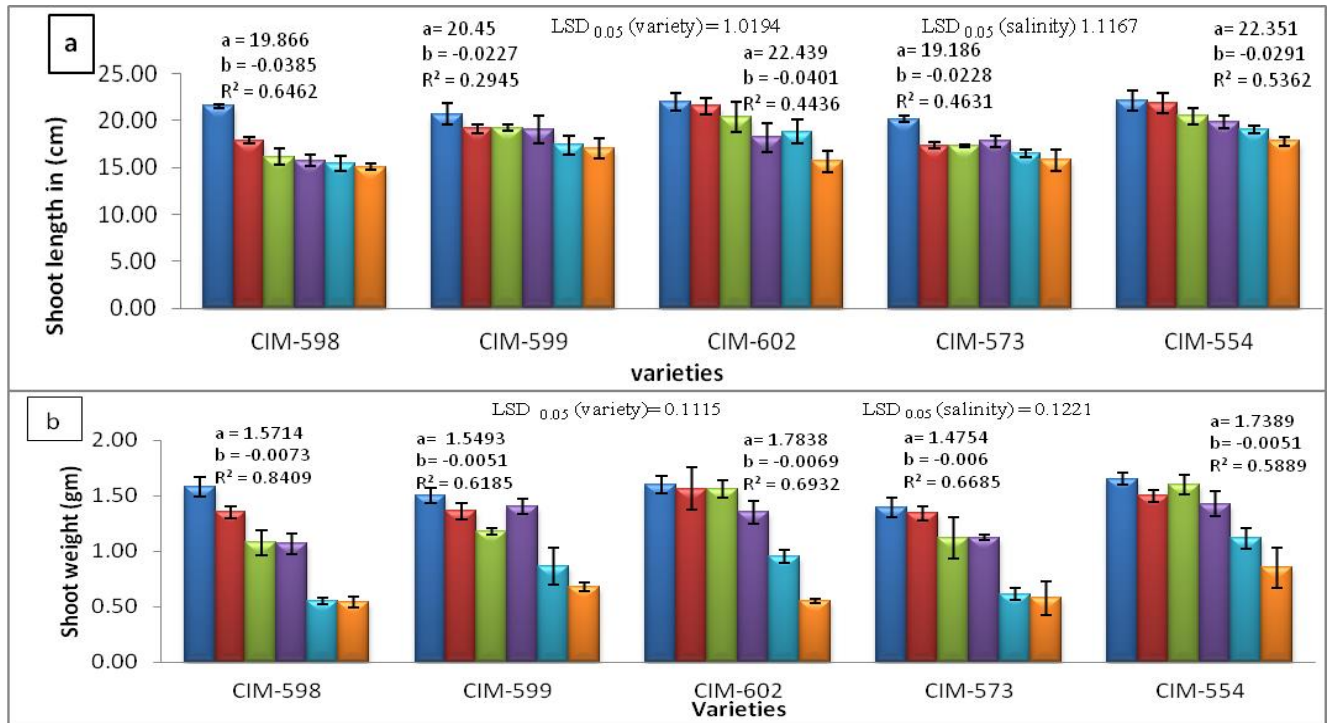 a
LSD 0.05 (variety)= 1.0194
LSD 0.05 (salinity) 1.1167
a = 19.866
b = -0.0385
R² = 0.6462
a= 20.45
b = -0.0227
R² = 0.2945
a = 22.439
b = -0.0401
R² = 0.4436
a = 19.186
b = -0.0228
R² = 0.4631
a = 22.351
b = -0.0291
R² = 0.5362
Shoot length in (cm)
25.00
20.00
15.00
10.00
5.00
0.00
CIM-598
CIM-599
CIM-602
CIM-573
CIM-554
varieties
b
LSD 0.05 (variety)= 0.1115
LSD 0.05 (salinity) = 0.1221
a = 1.5714
b = -0.0073
R² = 0.8409
a= 1.5493
b= -0.0051
R² = 0.6185
a= 1.7838
b = -0.0069
R² = 0.6932
a= 1.4754
b = -0.006
R² = 0.6685
a = 1.7389
b = -0.0051
R² = 0.5889
Shoot weight (gm)
2.00
1.50
1.00
0.50
0.00
CIM-598
CIM-599
CIM-602
CIM-573
CIM-554
Varieties